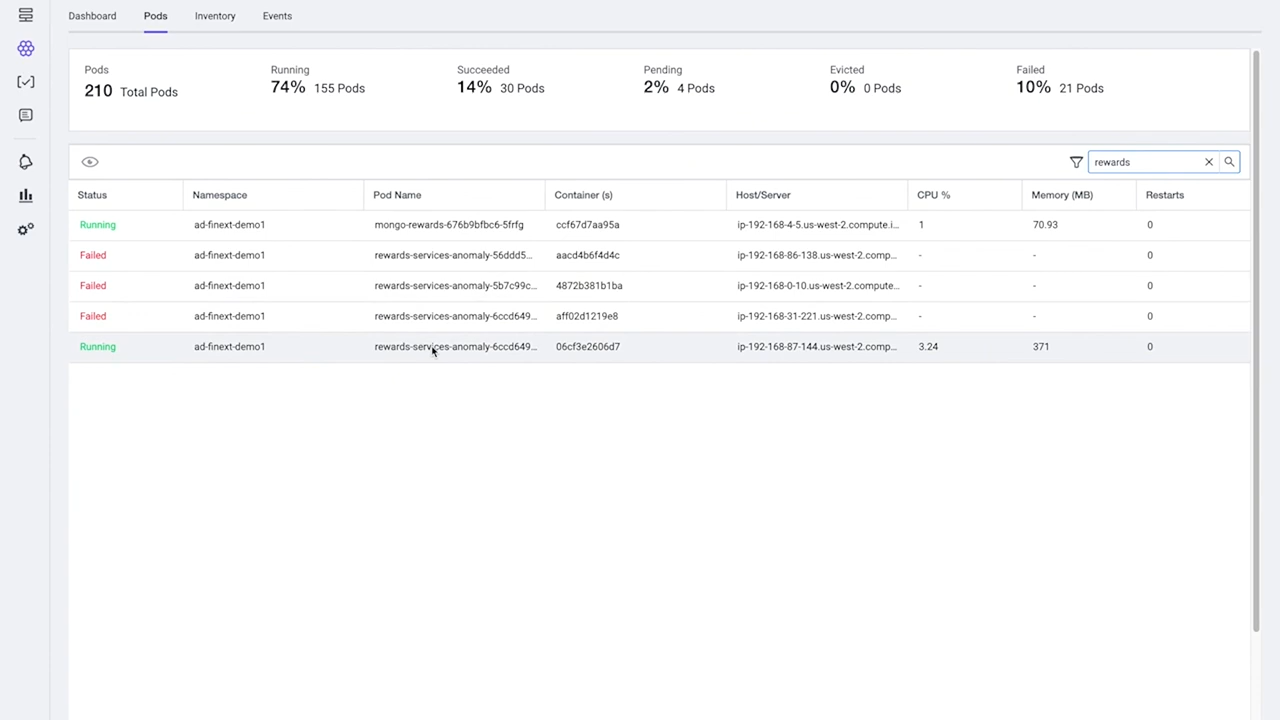 Dashboard Pods Inventory Events
Pods Running Succeeded Pending Evicted Failed
210 Total Pods 74% 155 Pods 14% 30 Pods 2% 4 Pods 0% 0 Pods 10% 21 Pods
rewards
Status Namespace Pod Name Container (s) Host/Server CPU % Memory (MB) Restarts
Running ad-finext-demo1 mongo-rewards-676b9bfbc6-5frfg ccf67d7aa95a ip-192-168-4-5.us-west-2.compute.i... 1 70.93 0
Failed ad-finext-demo1 rewards-services-anomaly-56ddd5... aacd4b6f4d4c ip-192-168-86-138.us-west-2.comp... - - 0
Failed ad-finext-demo1 rewards-services-anomaly-5b7c99c... 4872b381b1ba ip-192-168-0-10.us-west-2.compute... - - 0
Failed ad-finext-demo1 rewards-services-anomaly-6ccd649... aff02d1219e8 ip-192-168-31-221.us-west-2.comp... - - 0
Running ad-finext-demo1 rewards-services-anomaly-6ccd649... 06cf3e2606d7 ip-192-168-87-144.us-west-2.comp... 3.24 371 0